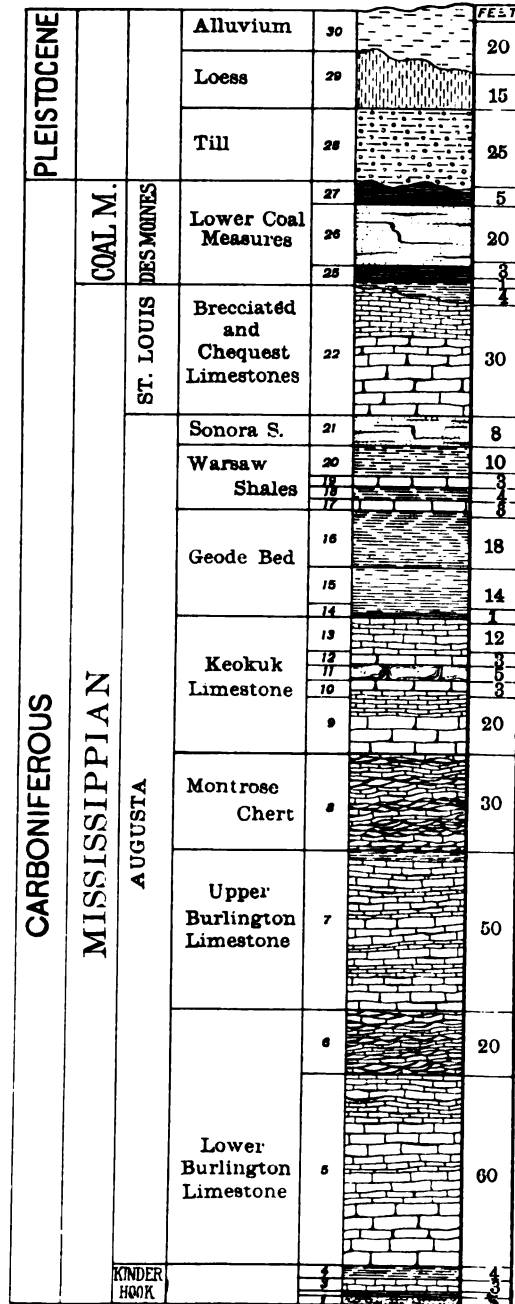 FEET
PLEISTOCENE
Alluvium 30 20
Loess 29 15
Till 28 25
CARBONIFEROUS
COAL M.
DES MOINES
Lower Coal
Measures
27 5
26 20
25 3
1
4
MISSISSIPPIAN
ST. LOUIS
Brecciated
and
Chequest
Limestones
22 30
AUGUSTA
Sonora S. 21 8
Warsaw
Shales
20 10
19 3
18 4
17
Geode Bed
16 18
15 14
14 1
Keokuk
Limestone
13 12
12 3
11 5
10 3
9 20
Montrose
Chert
8 30
Upper
Burlington
Limestone
7 50
Lower
Burlington
Limestone
6 20
5 60
KINDER
HOOK
4 4
3
1